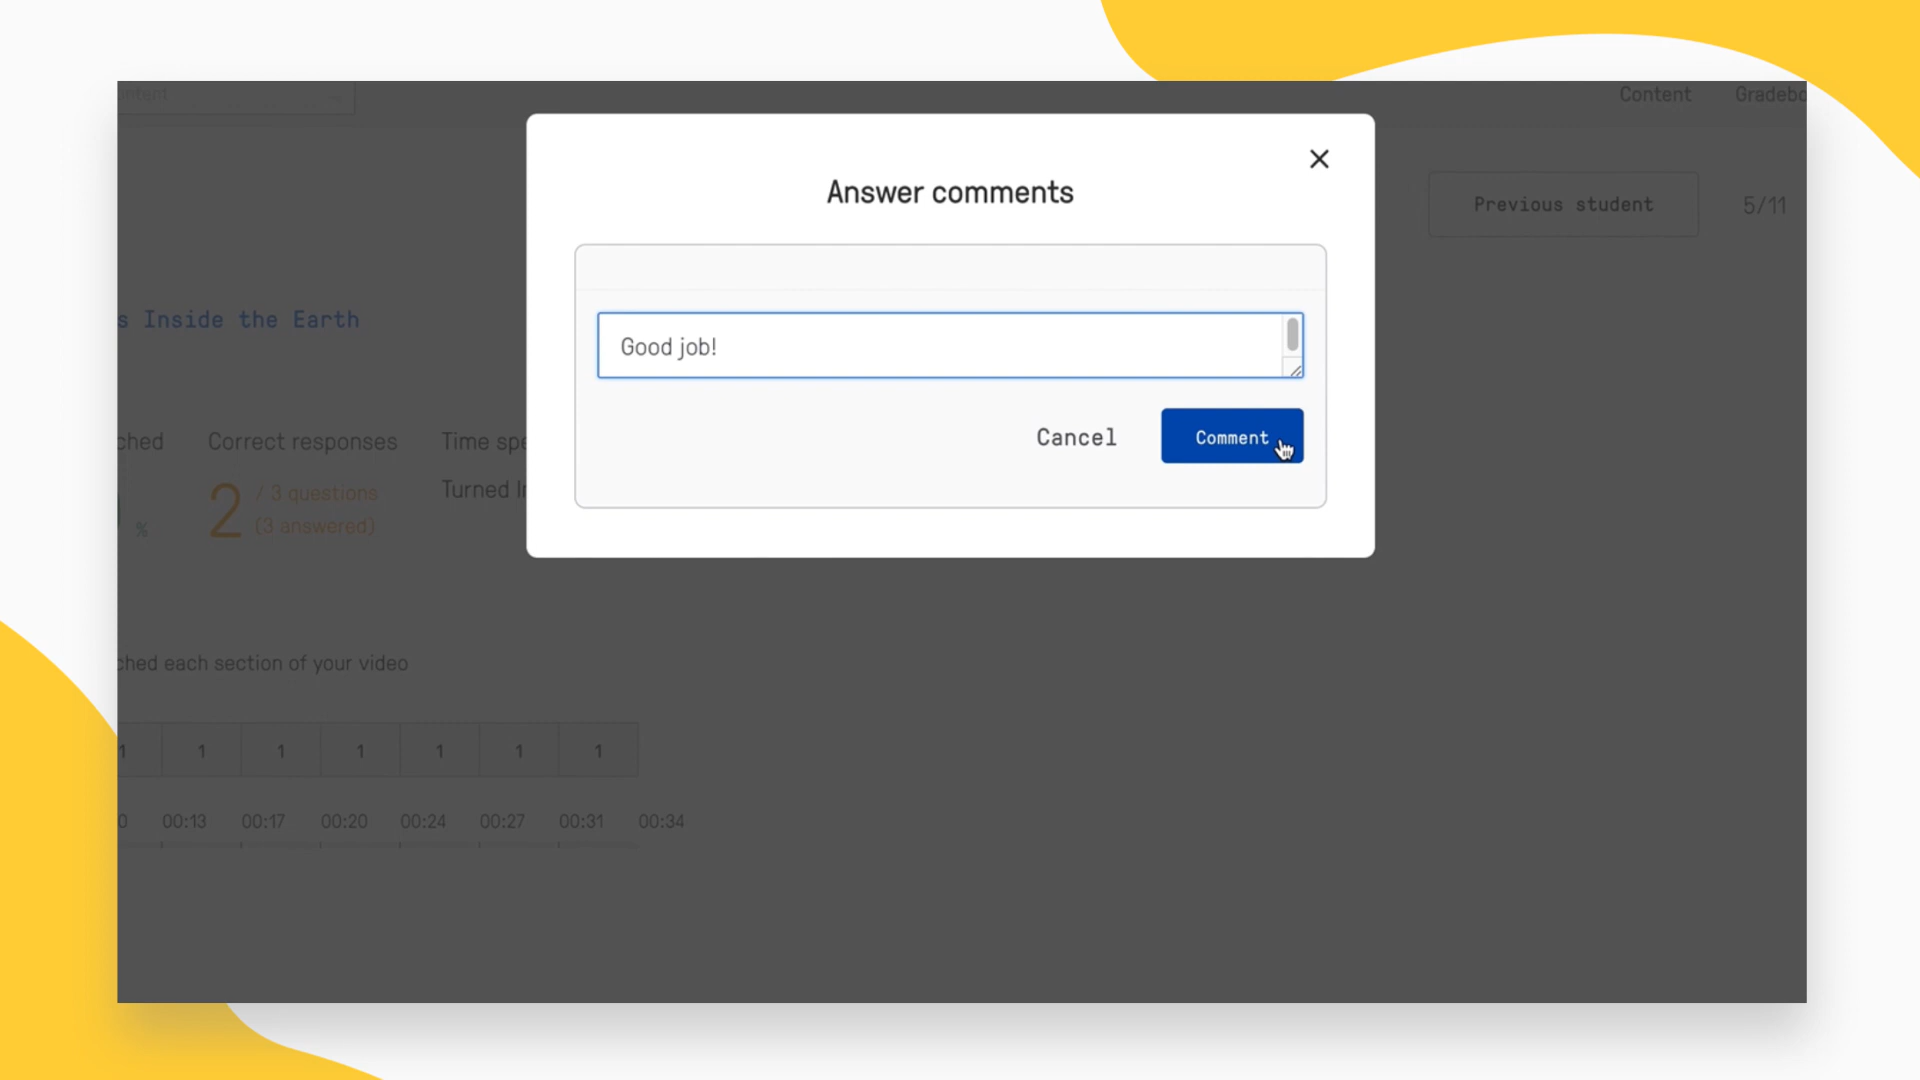 ntent
Content Gradebo
Answer comments
Previous student 5/11
s Inside the Earth
Good job!
Cancel Comment
ched Correct responses Time spe
2 / 3 questions
(3 answered)
Turned I
%
ched each section of your video
1 1 1 1 1 1 1
0 00:13 00:17 00:20 00:24 00:27 00:31 00:34